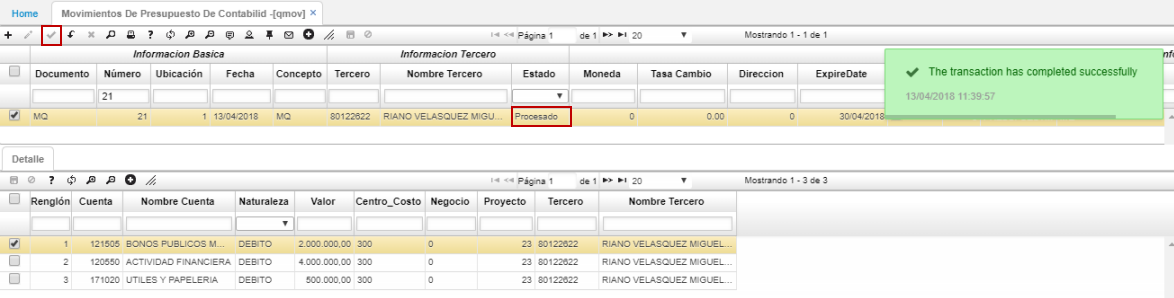 Home Movimientos De Presupuesto De Contabilid -[qmov] ×
Página 1 de 1 20 Mostrando 1 - 1 de 1
Informacion Basica Informacion Tercero
Documento Número Ubicación Fecha Concepto Tercero Nombre Tercero Estado Moneda Tasa Cambio Direccion ExpireDate
21
MQ 21 1 13/04/2018 MQ 80122622 RIANO VELASQUEZ MIGU... Procesado 0 0.00 0 30/04/2018
The transaction has completed successfully
13/04/2018 11:39:57
Detalle
Página 1 de 1 20 Mostrando 1 - 3 de 3
Renglón Cuenta Nombre Cuenta Naturaleza Valor Centro_Costo Negocio Proyecto Tercero Nombre Tercero
1 121505 BONOS PUBLICOS M... DEBITO 2.000.000,00 300 0 23 80122622 RIANO VELASQUEZ MIGUEL...
2 120550 ACTIVIDAD FINANCIERA DEBITO 4.000.000,00 300 0 23 80122622 RIANO VELASQUEZ MIGUEL...
3 171020 UTILES Y PAPELERIA DEBITO 500.000,00 300 0 23 80122622 RIANO VELASQUEZ MIGUEL...